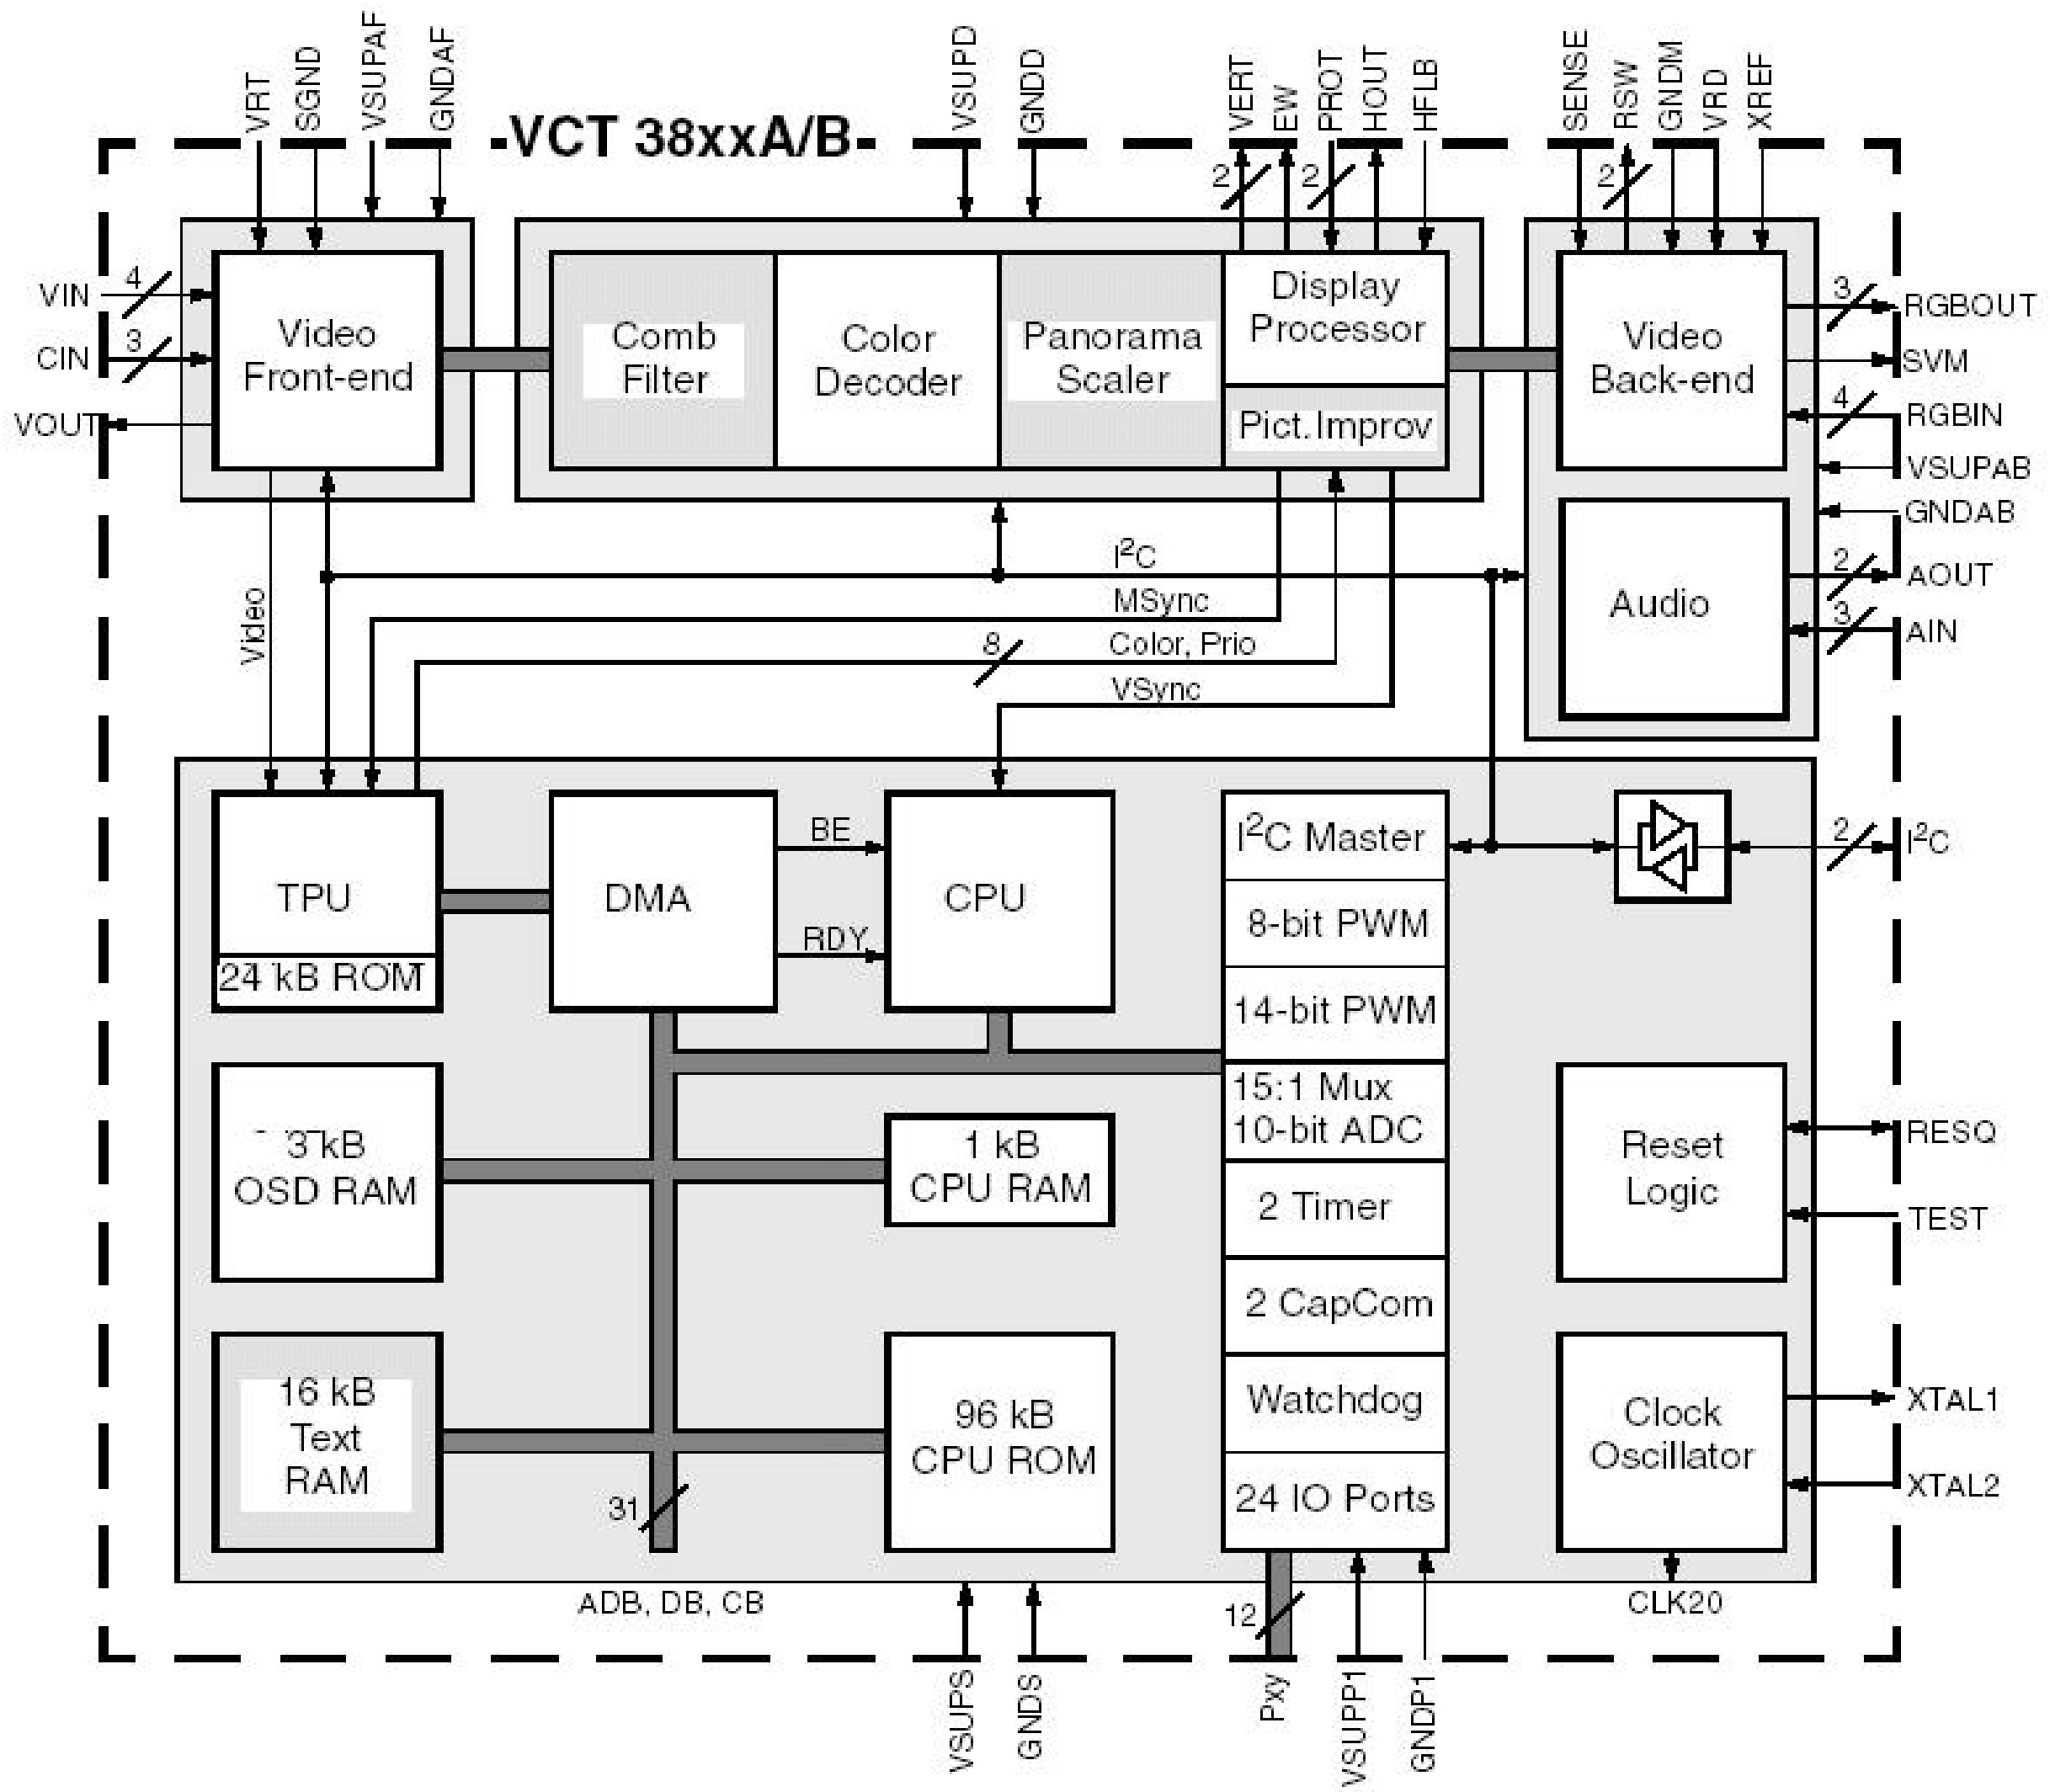 VRT
SGND
VSUPAF
GNDAF
VSUPD
GNDD
VERT
EW
PROT
HOUT
HFLB
SENSE
RSW
GNDM
VRD
XREF
VCT 38xxA/B
2
2
2
VIN
4
CIN
3
VOUT
Video
Front-end
Comb
Filter
Color
Decoder
Panorama
Scaler
Display
Processor
Pict.Improv
Video
Back-end
3
RGBOUT
SVM
4
RGBIN
VSUPAB
GNDAB
Audio
2
AOUT
3
AIN
Video
I²C
MSync
8
Color, Prio
VSync
TPU
24 kB ROM
DMA
BE
RDY
CPU
I²C Master
8-bit PWM
14-bit PWM
15:1 Mux
10-bit ADC
2 Timer
2 CapCom
Watchdog
24 IO Ports
2
I²C
3 kB
OSD RAM
1 kB
CPU RAM
Reset
Logic
RESQ
TEST
16 kB
Text
RAM
96 kB
CPU ROM
Clock
Oscillator
XTAL1
XTAL2
31
ADB, DB, CB
12
CLK20
VSUPS
GNDS
Pxy
VSUPP1
GNDP1